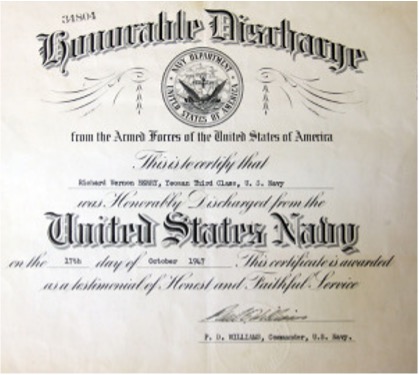 34804
Honorable Discharge
NAVY DEPARTMENT
UNITED STATES OF AMERICA
from the Armed Forces of the United States of America
This is to certify that
Richard Vernon BERRY, Yeoman Third Class, U. S. Navy
was Honorably Discharged from the
United States Navy
on the 17th day of October 1947 This certificate is awarded
as a testimonial of Honest and Faithful Service
P. D. WILLIAMS, Commander, U.S. Navy.